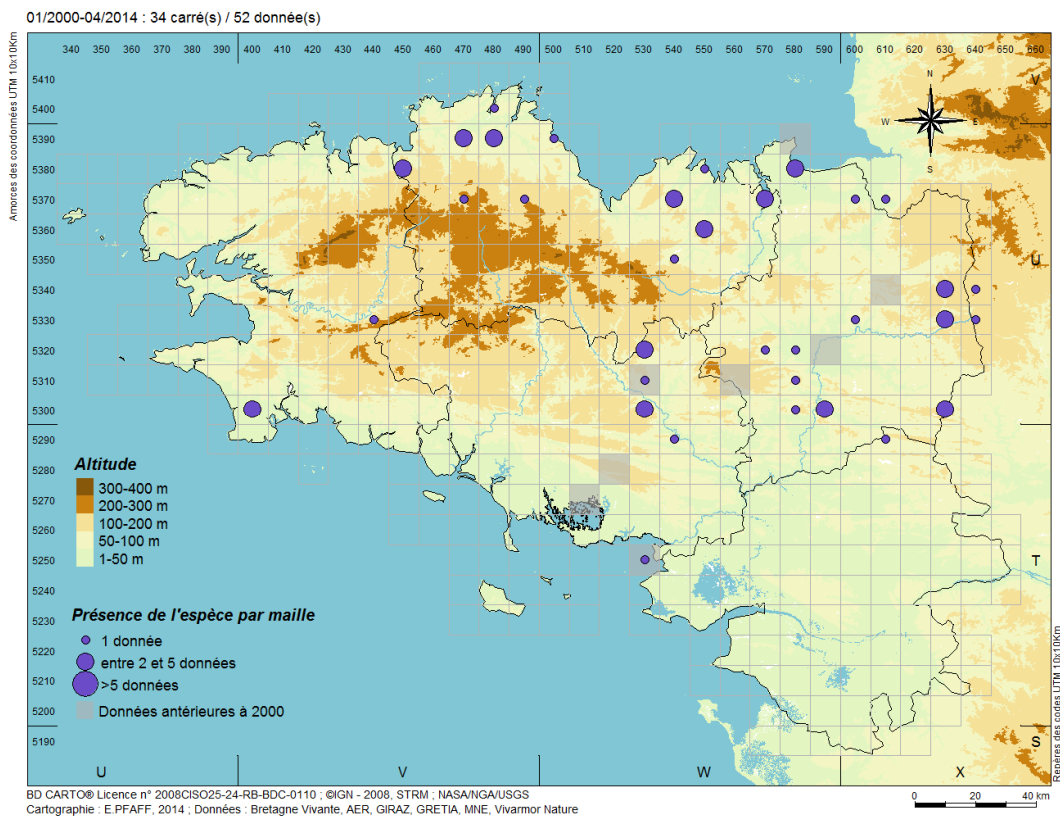 01/2000-04/2014 : 34 carré(s) / 52 donnée(s)
Amorces des coordonnées UTM 10x10Km
340 350 360 370 380 390 400 410 420 430 440 450 460 470 480 490 500 510 520 530 540 550 560 570 580 590 600 610 620 630 640 650 660
5410
5400
5390
5380
5370
5360
5350
5340
5330
5320
5310
5300
5290
5280
5270
5260
5250
5240
5230
5220
5210
5200
5190
N
W E
S
V
U
T
S
Altitude
300-400 m
200-300 m
100-200 m
50-100 m
1-50 m
Présence de l'espèce par maille
1 donnée
entre 2 et 5 données
>5 données
Données antérieures à 2000
U V W X
Repères des codes UTM 10x10Km
BD CARTO® Licence n° 2008CISO25-24-RB-BDC-0110 ; ©IGN - 2008, STRM ; NASA/NGA/USGS
Cartographie : E.PFAFF, 2014 ; Données : Bretagne Vivante, AER, GIRAZ, GRETIA, MNE, Vivarmor Nature
0 20 40 km